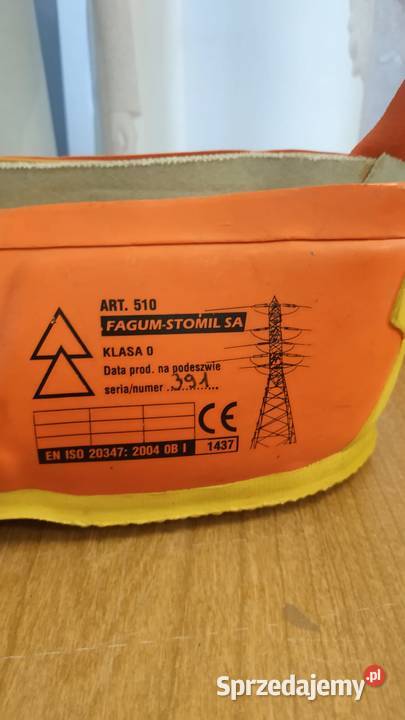 ART. 510
FAGUM-STOMIL SA
KLASA 0
Data prod. na podeszwie
seria/numer 391
CE
EN ISO 20347: 2004 OB I 1437
Sprzedajemy.pl